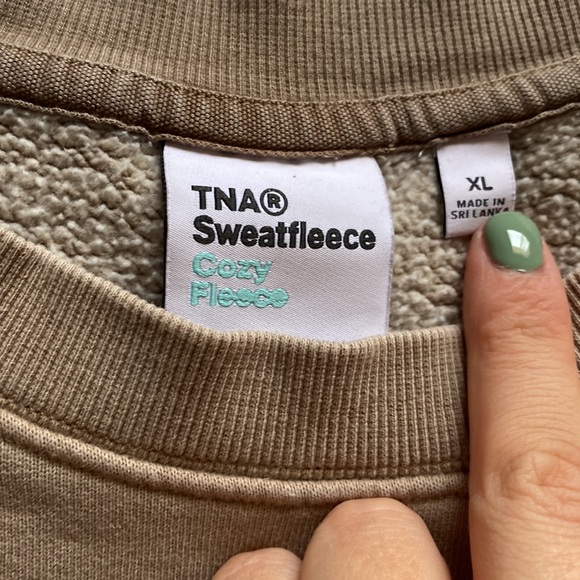 TNA®
Sweatfleece
Cozy
Fleece
XL
MADE IN
SRI LANKA